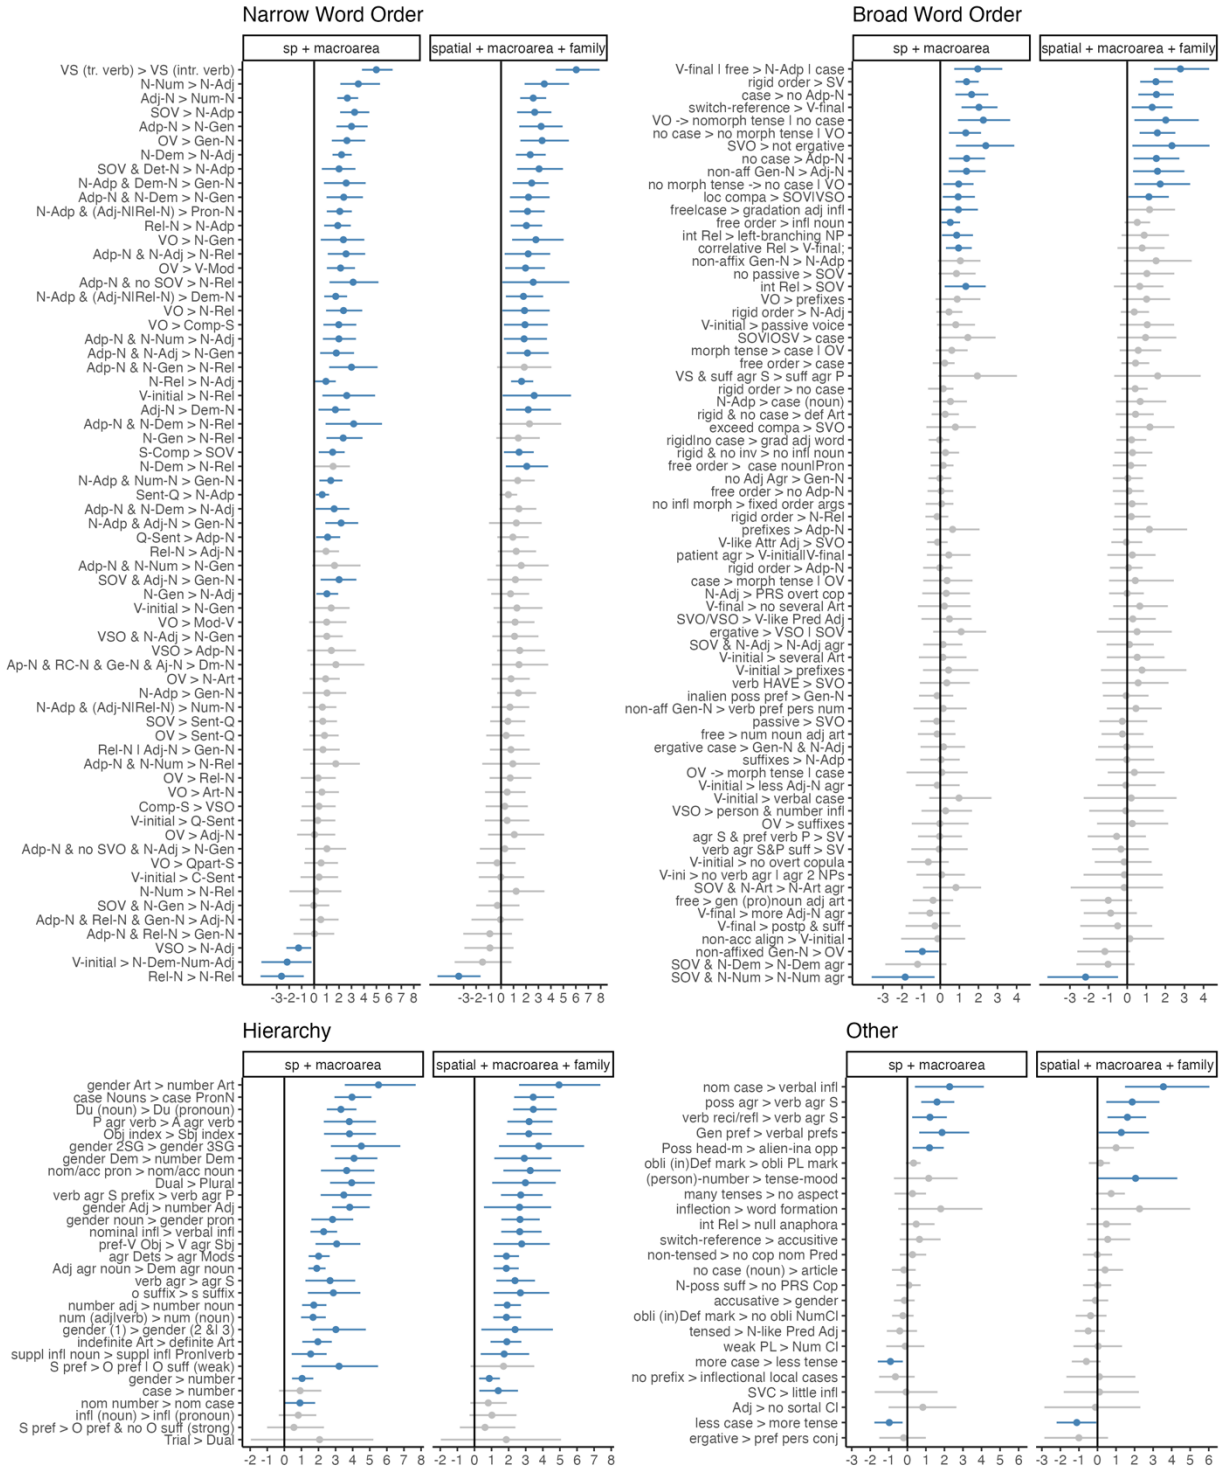 Narrow Word Order
sp + macroarea
spatial + macroarea + family
VS (tr. verb) > VS (intr. verb)
N-Num > N-Adj
Adj-N > Num-N
SOV > N-Adp
Adp-N > N-Gen
OV > Gen-N
N-Dem > N-Adj
SOV & Det-N > N-Adp
N-Adp & Dem-N > Gen-N
Adp-N & N-Dem > N-Gen
N-Adp & (Adj-N|Rel-N) > Pron-N
Rel-N > N-Adp
VO > N-Gen
Adp-N & N-Adj > N-Rel
OV > V-Mod
Adp-N & no SOV > N-Rel
N-Adp & (Adj-N|Rel-N) > Dem-N
VO > N-Rel
VO > Comp-S
Adp-N & N-Num > N-Adj
Adp-N & N-Adj > N-Gen
Adp-N & N-Gen > N-Rel
N-Rel > N-Adj
V-initial > N-Rel
Adj-N > Dem-N
Adp-N & N-Dem > N-Rel
N-Gen > N-Rel
S-Comp > SOV
N-Dem > N-Rel
N-Adp & Num-N > Gen-N
Sent-Q > N-Adp
Adp-N & N-Dem > N-Adj
N-Adp & Adj-N > Gen-N
Q-Sent > Adp-N
Rel-N > Adj-N
Adp-N & N-Num > N-Gen
SOV & Adj-N > Gen-N
N-Gen > N-Adj
V-initial > N-Gen
VO > Mod-V
VSO & N-Adj > N-Gen
VSO > Adp-N
Ap-N & RC-N & Ge-N & Aj-N > Dm-N
OV > N-Art
N-Adp > Gen-N
N-Adp & (Adj-N|Rel-N) > Num-N
SOV > Sent-Q
OV > Sent-Q
Rel-N | Adj-N > Gen-N
Adp-N & N-Num > N-Rel
OV > Rel-N
VO > Art-N
Comp-S > VSO
V-initial > Q-Sent
OV > Adj-N
Adp-N & no SVO & N-Adj > N-Gen
VO > Qpart-S
V-initial > C-Sent
N-Num > N-Rel
SOV & N-Gen > N-Adj
Adp-N & Rel-N & Gen-N > Adj-N
Adp-N & Rel-N > Gen-N
VSO > N-Adj
V-initial > N-Dem-Num-Adj
Rel-N > N-Rel
-3 -2 -1 0 1 2 3 4 5 6 7 8
-3 -2 -1 0 1 2 3 4 5 6 7 8
Broad Word Order
sp + macroarea
spatial + macroarea + family
V-final | free > N-Adp | case
rigid order > SV
case > no Adp-N
switch-reference > V-final
VO -> nomorph tense | no case
no case > no morph tense | VO
SVO > not ergative
no case > Adp-N
non-aff Gen-N > Adj-N
no morph tense -> no case | VO
loc compa > SOV|VSO
free|case > gradation adj infl
free order > infl noun
int Rel > left-branching NP
correlative Rel > V-final;
non-affix Gen-N > N-Adp
no passive > SOV
int Rel > SOV
VO > prefixes
rigid order > N-Adj
V-initial > passive voice
SOV|OSV > case
morph tense > case | OV
free order > case
VS & suff agr S > suff agr P
rigid order > no case
N-Adp > case (noun)
rigid & no case > def Art
exceed compa > SVO
rigid|no case > grad adj word
rigid & no inv > no infl noun
free order > case noun|Pron
no Adj Agr > Gen-N
free order > no Adp-N
no infl morph > fixed order args
rigid order > N-Rel
prefixes > Adp-N
V-like Attr Adj > SVO
patient agr > V-initial|V-final
rigid order > Adp-N
case > morph tense | OV
N-Adj > PRS overt cop
V-final > no several Art
SVO/VSO > V-like Pred Adj
ergative > VSO | SOV
SOV & N-Adj > N-Adj agr
V-initial > several Art
V-initial > prefixes
verb HAVE > SVO
inalien poss pref > Gen-N
non-aff Gen-N > verb pref pers num
passive > SVO
free > num noun adj art
ergative case > Gen-N & N-Adj
suffixes > N-Adp
OV -> morph tense | case
V-initial > less Adj-N agr
V-initial > verbal case
VSO > person & number infl
OV > suffixes
agr S & pref verb P > SV
verb agr S&P suff > SV
V-initial > no overt copula
V-ini > no verb agr | agr 2 NPs
SOV & N-Art > N-Art agr
free > gen (pro)noun adj art
V-final > more Adj-N agr
V-final > postp & suff
non-acc align > V-initial
non-affixed Gen-N > OV
SOV & N-Dem > N-Dem agr
SOV & N-Num > N-Num agr
-3 -2 -1 0 1 2 3 4
-3 -2 -1 0 1 2 3 4
Hierarchy
sp + macroarea
spatial + macroarea + family
gender Art > number Art
case Nouns > case PronN
Du (noun) > Du (pronoun)
P agr verb > A agr verb
Obj index > Sbj index
gender 2SG > gender 3SG
gender Dem > number Dem
nom/acc pron > nom/acc noun
Dual > Plural
verb agr S prefix > verb agr P
gender Adj > number Adj
gender noun > gender pron
nominal infl > verbal infl
pref-V Obj > V agr Sbj
agr Dets > agr Mods
Adj agr noun > Dem agr noun
verb agr > agr S
o suffix > s suffix
number adj > number noun
num (adj|verb) > num (noun)
gender (1) > gender (2 &| 3)
indefinite Art > definite Art
suppl infl noun > suppl infl Pron|verb
S pref > O pref | O suff (weak)
gender > number
case > number
nom number > nom case
infl (noun) > infl (pronoun)
S pref > O pref & no O suff (strong)
Trial > Dual
-2 -1 0 1 2 3 4 5 6 7 8
-2 -1 0 1 2 3 4 5 6 7 8
Other
sp + macroarea
spatial + macroarea + family
nom case > verbal infl
poss agr > verb agr S
verb reci/refl > verb agr S
Gen pref > verbal prefs
Poss head-m > alien-ina opp
obli (in)Def mark > obli PL mark
(person)-number > tense-mood
many tenses > no aspect
inflection > word formation
int Rel > null anaphora
switch-reference > accusitive
non-tensed > no cop nom Pred
no case (noun) > article
N-poss suff > no PRS Cop
accusative > gender
obli (in)Def mark > no obli NumCl
tensed > N-like Pred Adj
weak PL > Num Cl
more case > less tense
no prefix > inflectional local cases
SVC > little infl
Adj > no sortal Cl
less case > more tense
ergative > pref pers conj
-3 -2 -1 0 1 2 3 4 5 6
-3 -2 -1 0 1 2 3 4 5 6